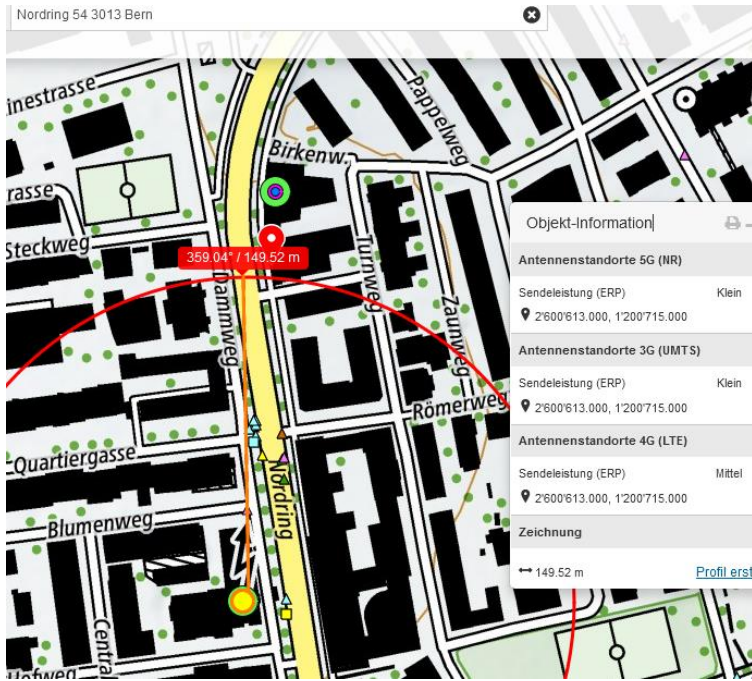 Nordring 54 3013 Bern
inestrasse
Pappelweg
Birkenw.
rasse
Steckweg
359.04° / 149.52 m
Dammweg
Turnweg
Zaunweg
Römerweg
Quartiergasse
Nordring
Blumenweg
Central
Hofweg
Objekt-Information
Antennenstandorte 5G (NR)
Sendeleistung (ERP) Klein
2'600'613.000, 1'200'715.000
Antennenstandorte 3G (UMTS)
Sendeleistung (ERP) Klein
2'600'613.000, 1'200'715.000
Antennenstandorte 4G (LTE)
Sendeleistung (ERP) Mittel
2'600'613.000, 1'200'715.000
Zeichnung
149.52 m Profil erst